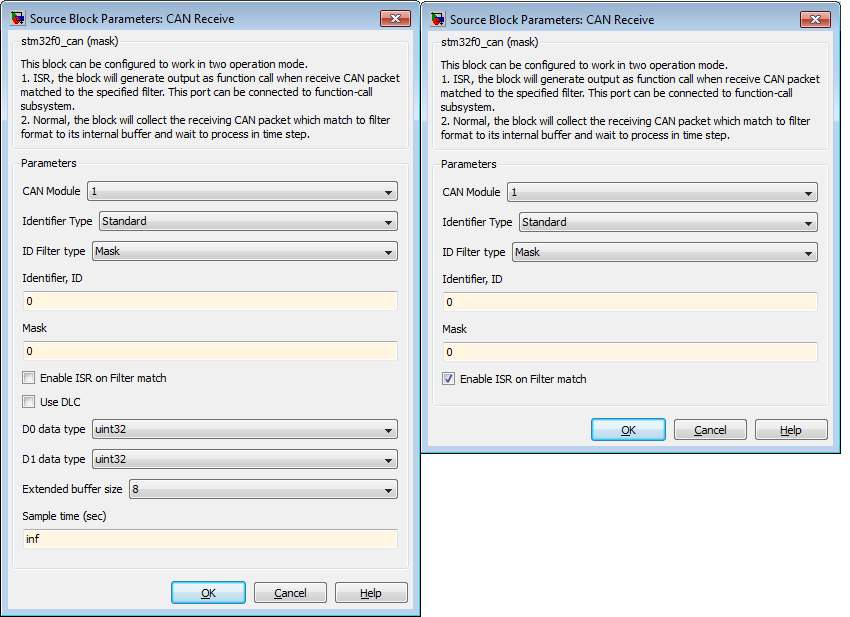 Source Block Parameters: CAN Receive
stm32f0_can (mask)
This block can be configured to work in two operation mode.
1. ISR, the block will generate output as function call when receive CAN packet
matched to the specified filter. This port can be connected to function-call
subsystem.
2. Normal, the block will collect the receiving CAN packet which match to filter
format to its internal buffer and wait to process in time step.
Parameters
CAN Module 1
Identifier Type Standard
ID Filter type Mask
Identifier, ID
0
Mask
0
Enable ISR on Filter match
Use DLC
D0 data type uint32
D1 data type uint32
Extended buffer size 8
Sample time (sec)
inf
OK Cancel Help
Source Block Parameters: CAN Receive
stm32f0_can (mask)
This block can be configured to work in two operation mode.
1. ISR, the block will generate output as function call when receive CAN packet
matched to the specified filter. This port can be connected to function-call
subsystem.
2. Normal, the block will collect the receiving CAN packet which match to filter
format to its internal buffer and wait to process in time step.
Parameters
CAN Module 1
Identifier Type Standard
ID Filter type Mask
Identifier, ID
0
Mask
0
Enable ISR on Filter match
OK Cancel Help